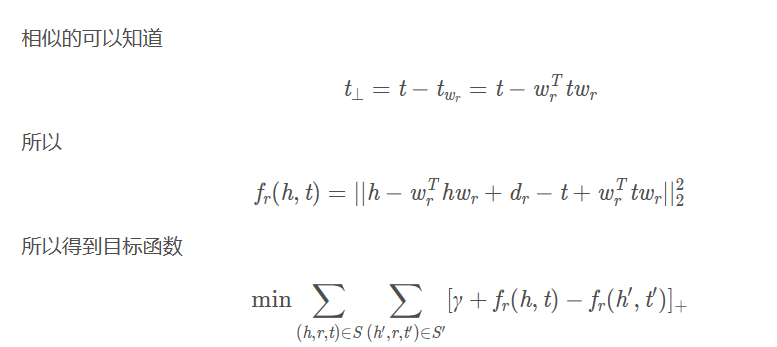 相似的可以知道
t⊥ = t − t_{w_r} = t − w_r^T t w_r
所以
f_r(h, t) = ||h − w_r^T h w_r + d_r − t + w_r^T t w_r||_2^2
所以得到目标函数
min ∑_{(h,r,t)∈S} ∑_{(h′,r,t′)∈S′} [γ + f_r(h, t) − f_r(h′, t′)]_+